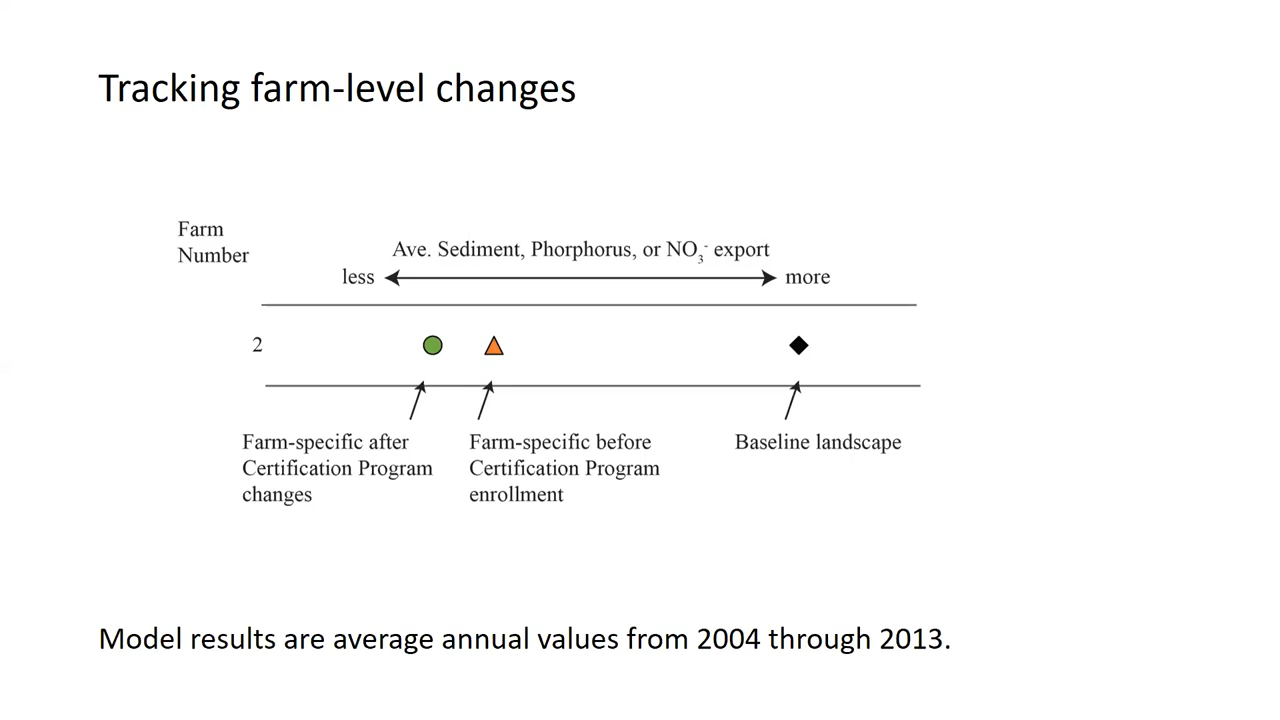 Tracking farm-level changes
Farm
Number
Ave. Sediment, Phorphorus, or NO₃⁻ export
less
more
2
Farm-specific after
Certification Program
changes
Farm-specific before
Certification Program
enrollment
Baseline landscape
Model results are average annual values from 2004 through 2013.